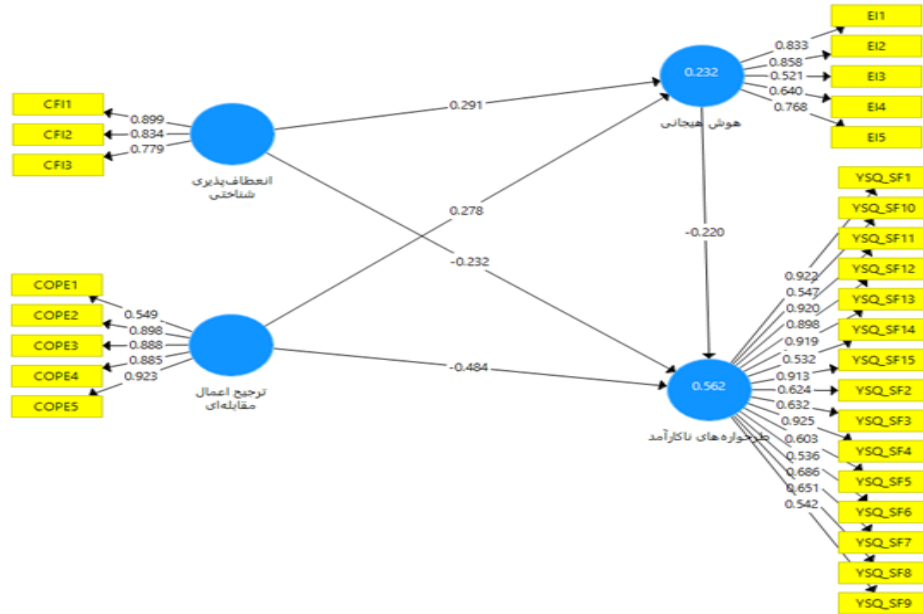 CFI1
CFI2
CFI3
0.899
0.834
0.779
انعطاف‌پذیری
شناختی
COPE1
COPE2
COPE3
COPE4
COPE5
0.549
0.898
0.888
0.885
0.923
ترجیح اعمال
مقابله‌ای
0.291
0.278
-0.232
-0.484
-0.220
0.232
هوش هیجانی
0.833
0.858
0.521
0.640
0.768
EI1
EI2
EI3
EI4
EI5
0.562
طرحواره‌های ناکارآمد
0.922
0.547
0.920
0.898
0.919
0.532
0.913
0.624
0.632
0.925
0.603
0.536
0.686
0.651
0.542
YSQ_SF1
YSQ_SF10
YSQ_SF11
YSQ_SF12
YSQ_SF13
YSQ_SF14
YSQ_SF15
YSQ_SF2
YSQ_SF3
YSQ_SF4
YSQ_SF5
YSQ_SF6
YSQ_SF7
YSQ_SF8
YSQ_SF9